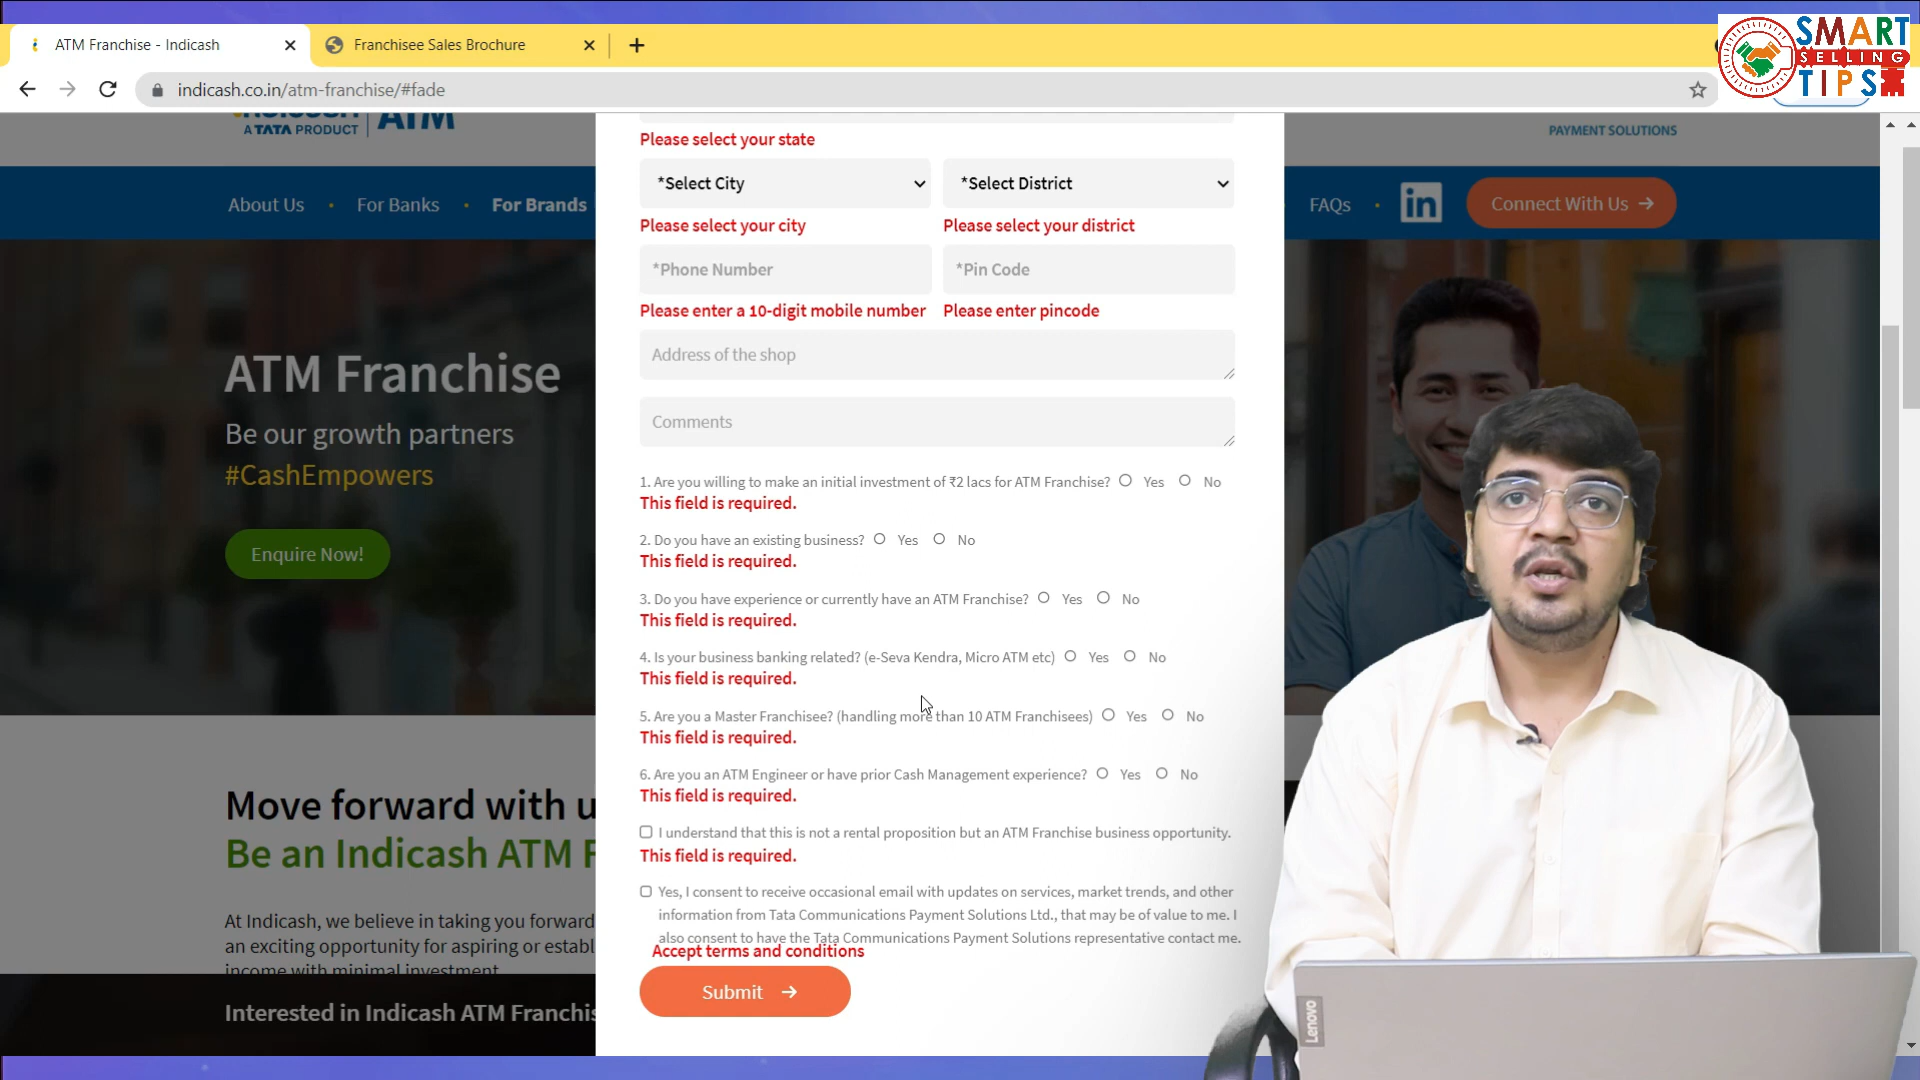 ATM Franchise - Indicash
Franchisee Sales Brochure
SMART
SELLING
TIPS
indicash.co.in/atm-franchise/#fade
A TATA PRODUCT
ATM
PAYMENT SOLUTIONS
Please select your state
*Select City
*Select District
About Us
For Banks
For Brands
FAQs
in
Connect With Us
Please select your city
Please select your district
*Phone Number
*Pin Code
Please enter a 10-digit mobile number
Please enter pincode
Address of the shop
Comments
ATM Franchise
Be our growth partners
#CashEmpowers
Enquire Now!
1. Are you willing to make an initial investment of ₹2 lacs for ATM Franchise? Yes No
This field is required.
2. Do you have an existing business? Yes No
This field is required.
3. Do you have experience or currently have an ATM Franchise? Yes No
This field is required.
4. Is your business banking related? (e-Seva Kendra, Micro ATM etc) Yes No
This field is required.
5. Are you a Master Franchisee? (handling more than 10 ATM Franchisees) Yes No
This field is required.
6. Are you an ATM Engineer or have prior Cash Management experience? Yes No
This field is required.
I understand that this is not a rental proposition but an ATM Franchise business opportunity.
This field is required.
Yes, I consent to receive occasional email with updates on services, market trends, and other
information from Tata Communications Payment Solutions Ltd., that may be of value to me. I
also consent to have the Tata Communications Payment Solutions representative contact me.
Accept terms and conditions
Submit
Move forward with u
Be an Indicash ATM F
At Indicash, we believe in taking you forward
an exciting opportunity for aspiring or establ
income with minimal investment
Interested in Indicash ATM Franchis
Lenovo